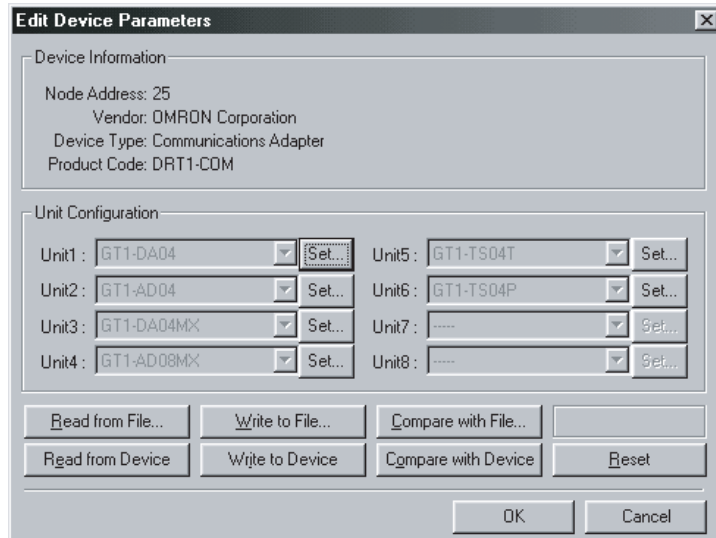 Edit Device Parameters
Device Information
Node Address: 25
Vendor: OMRON Corporation
Device Type: Communications Adapter
Product Code: DRT1-COM
Unit Configuration
Unit1 : GT1-DA04 Set... Unit5 : GT1-TS04T Set...
Unit2 : GT1-AD04 Set... Unit6 : GT1-TS04P Set...
Unit3 : GT1-DA04MX Set... Unit7 : ----- Set...
Unit4 : GT1-AD08MX Set... Unit8 : ----- Set...
Read from File... Write to File... Compare with File...
Read from Device Write to Device Compare with Device Reset
OK Cancel